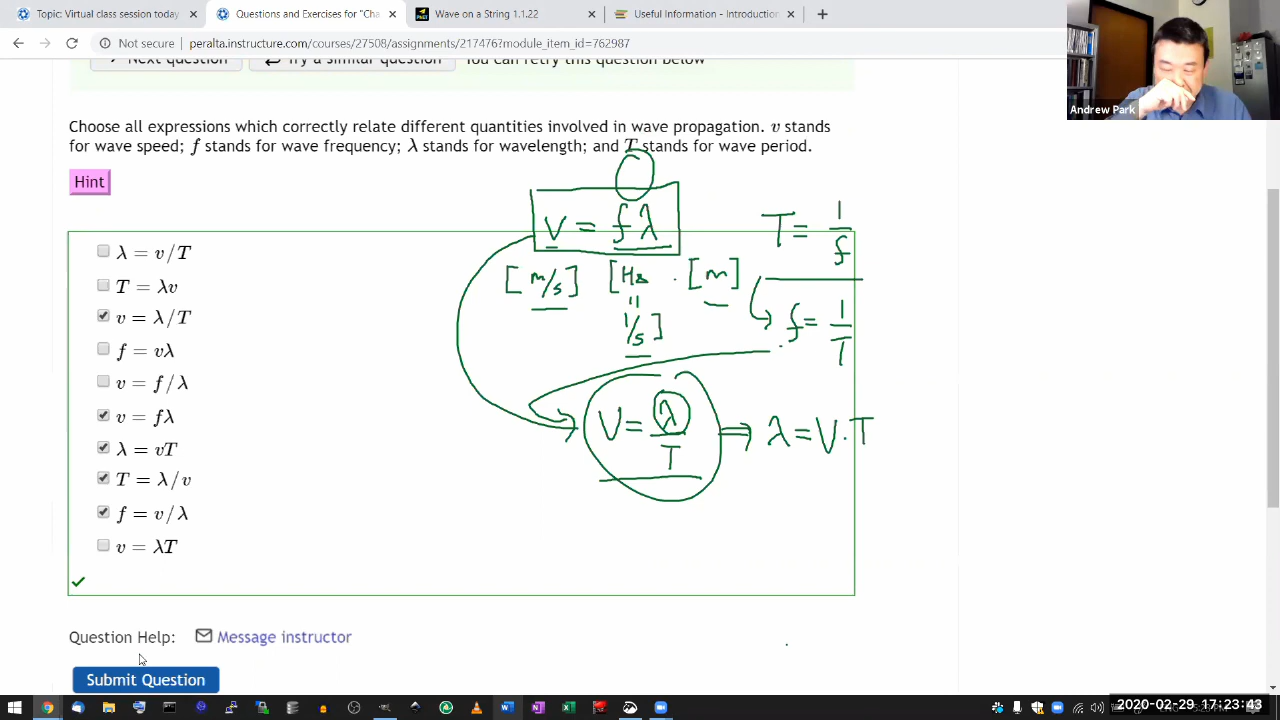 Topic: Virtual class session day
Questions and Exercises for "Cha
Wave on a String 1.1.22
Useful Information - Introduction
Not secure | peralta.instructure.com/courses/27509/assignments/217476?module_item_id=762987
Next question
Try a similar question
You can retry this question below
Andrew Park
Choose all expressions which correctly relate different quantities involved in wave propagation. v stands
for wave speed; f stands for wave frequency; λ stands for wavelength; and T stands for wave period.
Hint
λ = v/T
T = λv
v = λ/T
f = vλ
v = f/λ
v = fλ
λ = vT
T = λ/v
f = v/λ
v = λT
V = fλ
[m/s] [Hz · [m]
=
1/s]
T = 1/f
f = 1/T
V = λ/T ⇒ λ = V·T
Question Help:
Message instructor
Submit Question
2020-02-29 17:23:43